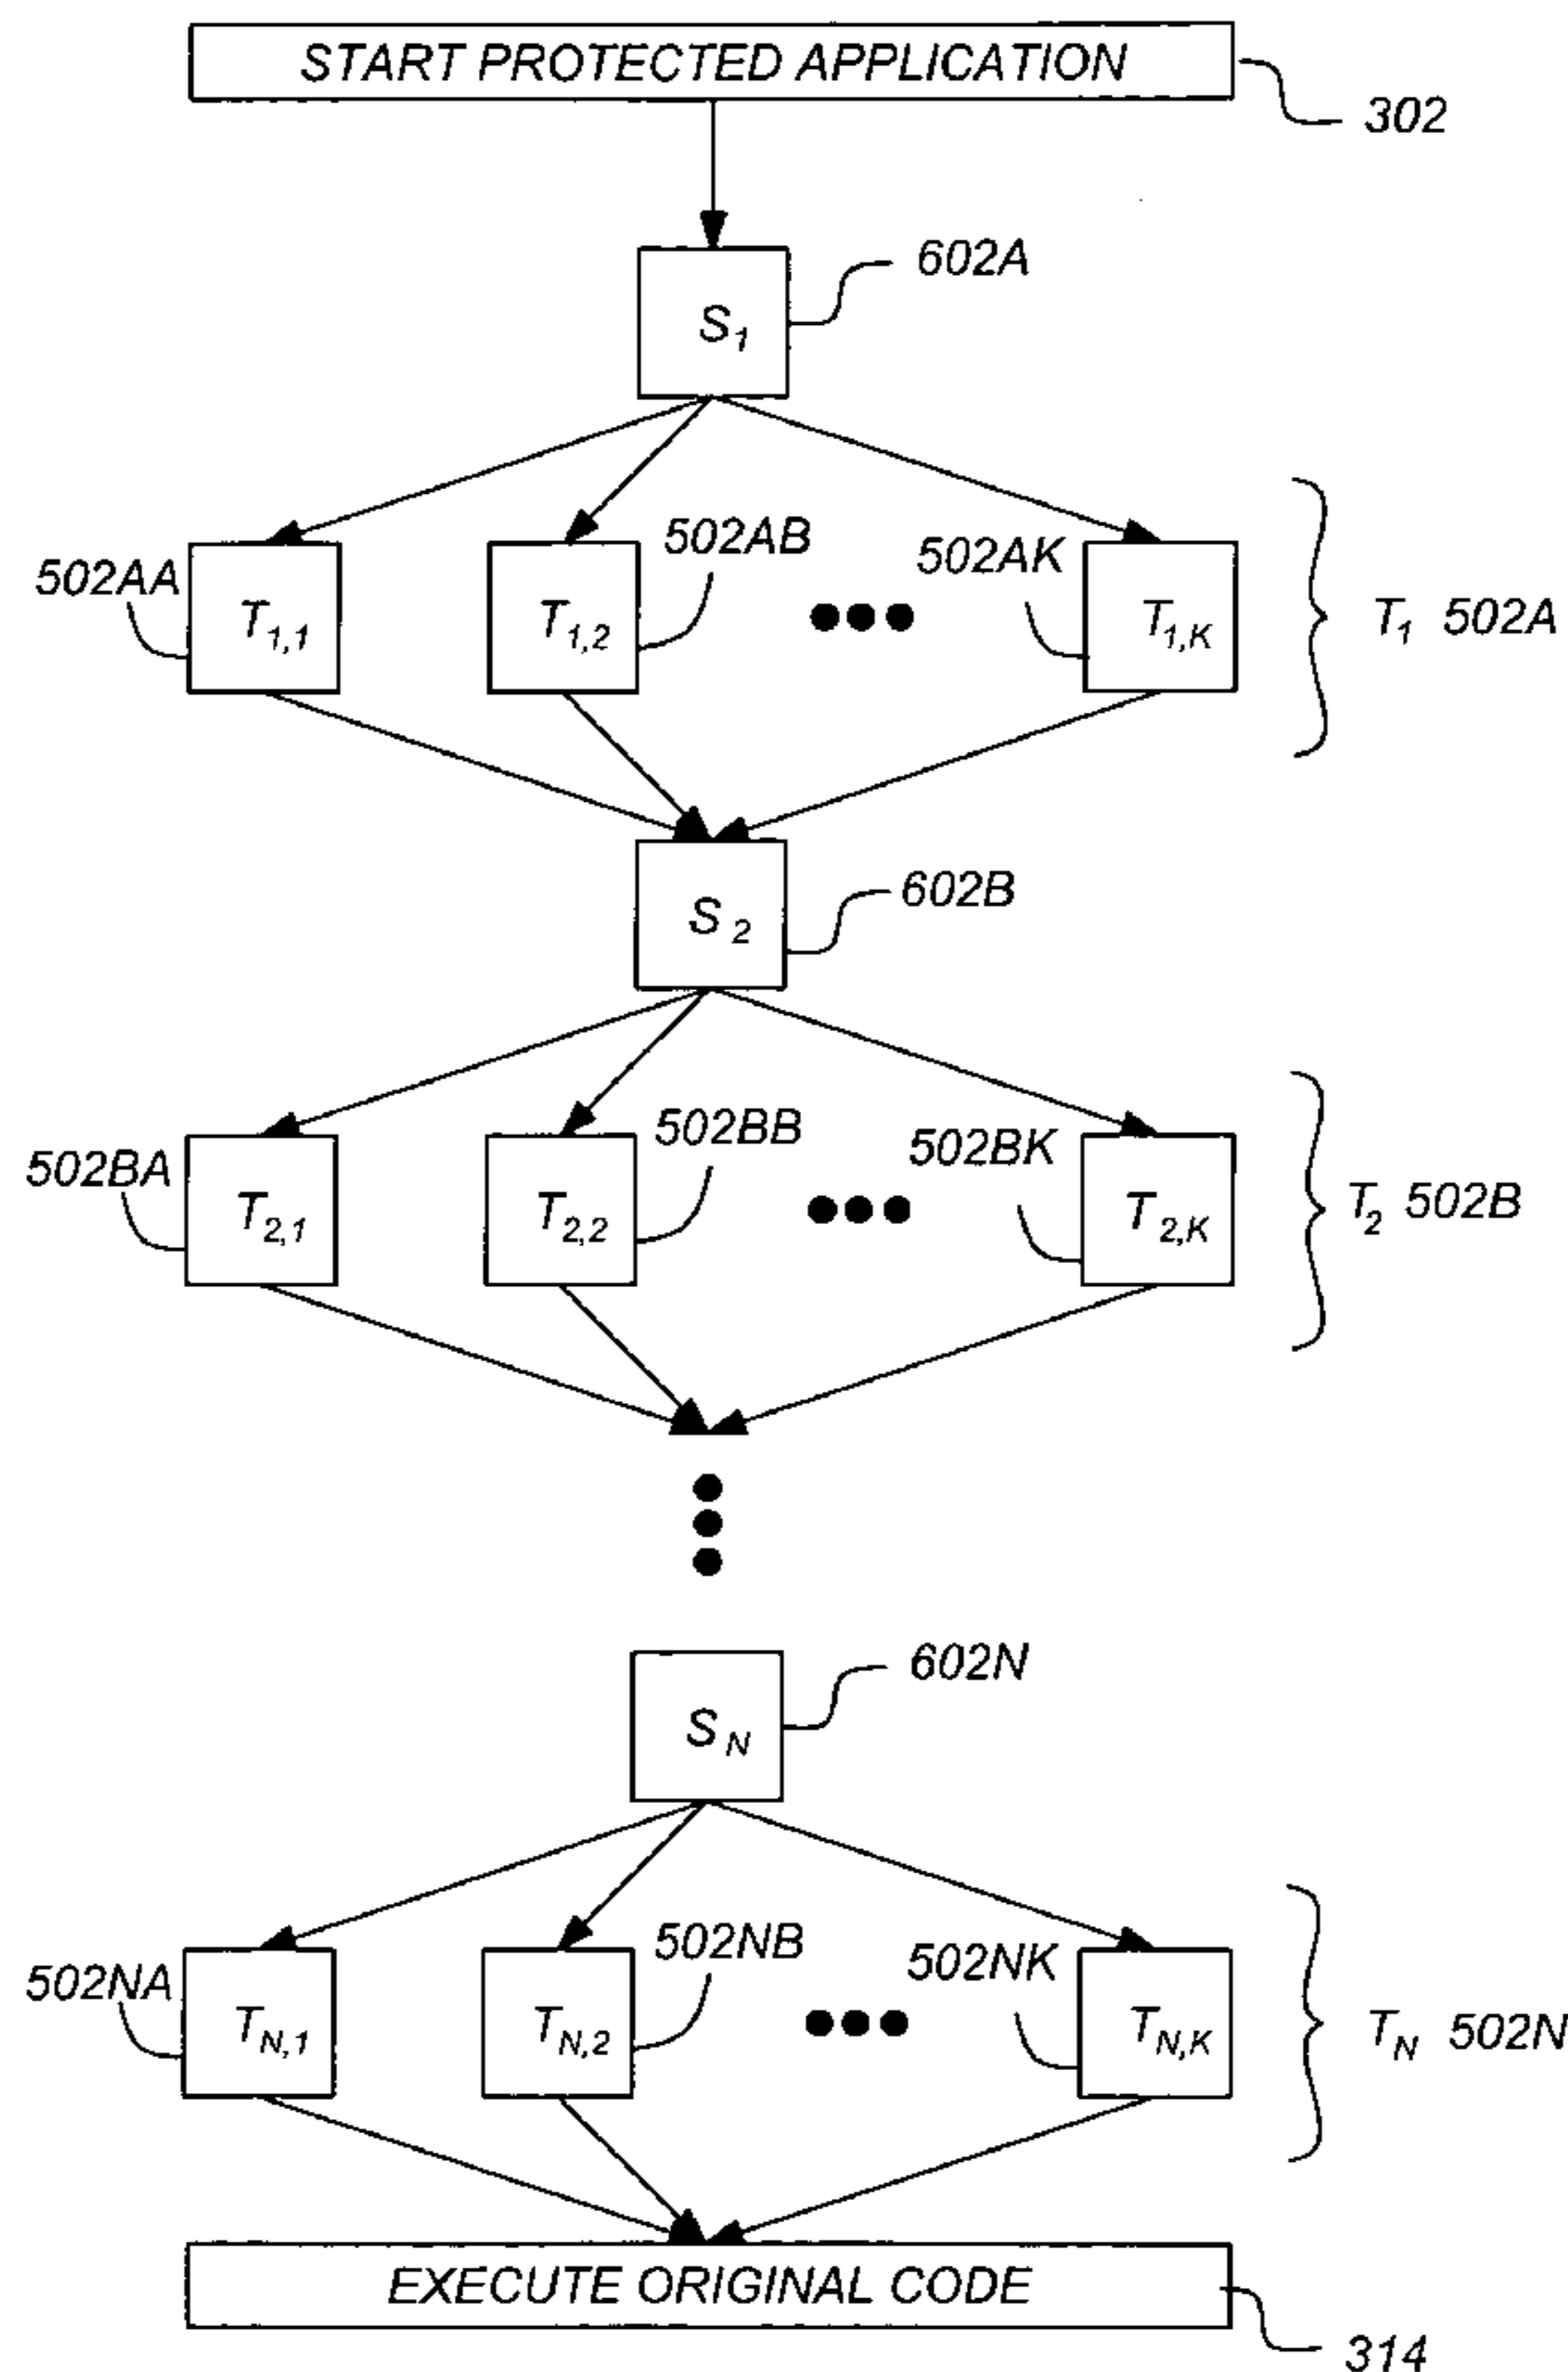 START PROTECTED APPLICATION
302
602A
S1
502AA
T1,1
502AB
T1,2
502AK
T1,K
T1 502A
602B
S2
502BA
T2,1
502BB
T2,2
502BK
T2,K
T2 502B
602N
SN
502NA
TN,1
502NB
TN,2
502NK
TN,K
TN 502N
EXECUTE ORIGINAL CODE
314